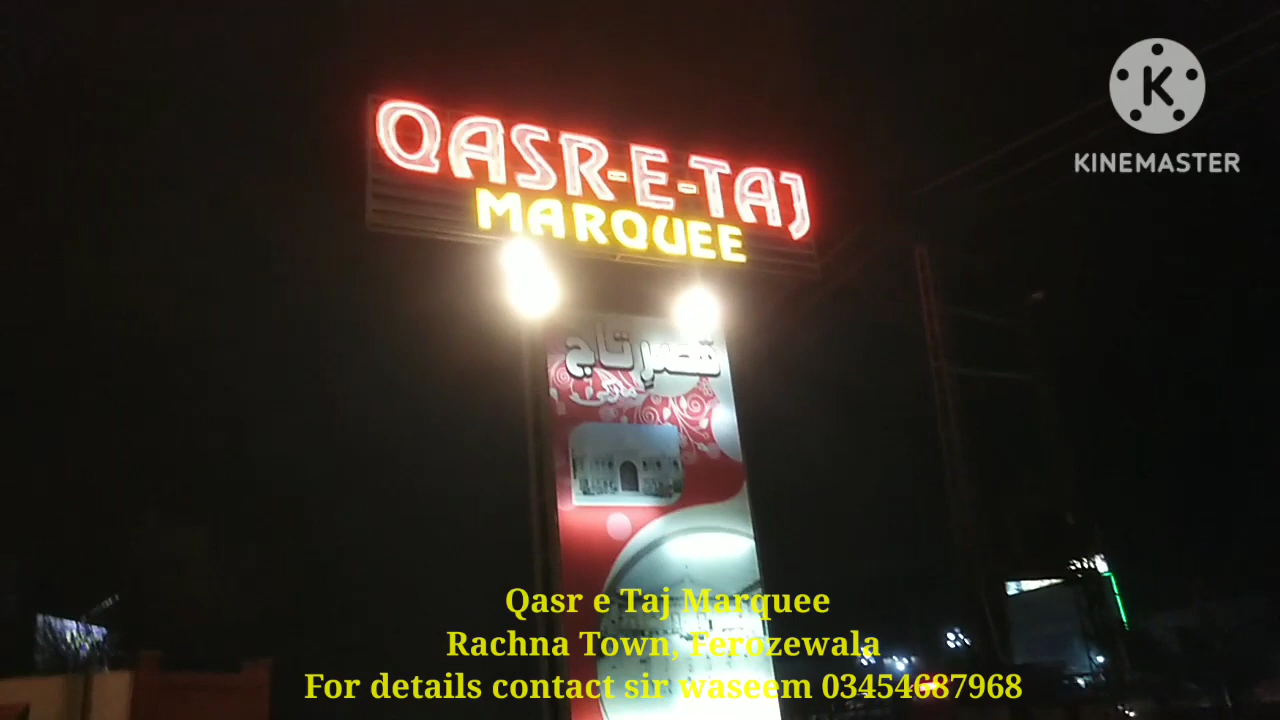 KINEMASTER
QASR-E-TAJ
MARQUEE
قصرِ تاج
Qasr e Taj Marquee
Rachna Town, Ferozewala
For details contact sir waseem 03454687968